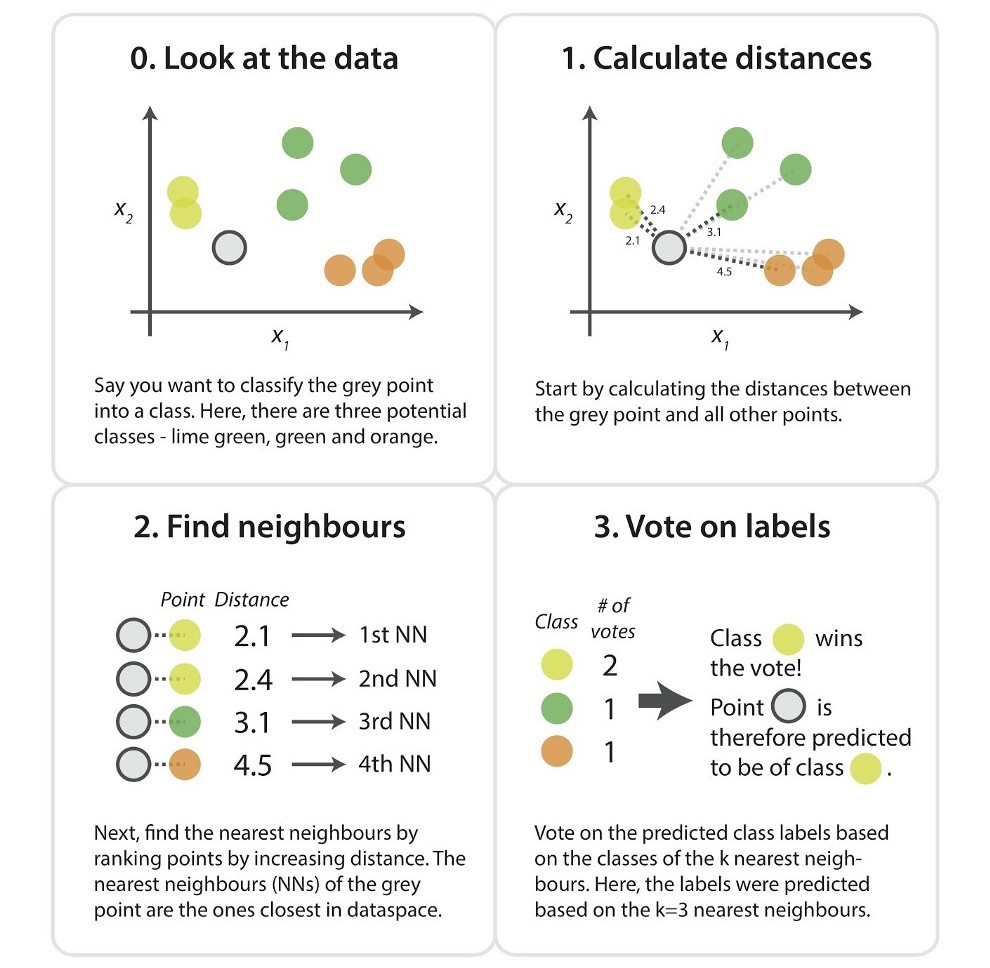 0. Look at the data
X2
X1
Say you want to classify the grey point
into a class. Here, there are three potential
classes - lime green, green and orange.
1. Calculate distances
X2
2.4
2.1
3.1
4.5
X1
Start by calculating the distances between
the grey point and all other points.
2. Find neighbours
Point Distance
2.1 1st NN
2.4 2nd NN
3.1 3rd NN
4.5 4th NN
Next, find the nearest neighbours by
ranking points by increasing distance. The
nearest neighbours (NNs) of the grey
point are the ones closest in dataspace.
3. Vote on labels
Class # of
votes
2
1
1
Class wins
the vote!
Point is
therefore predicted
to be of class .
Vote on the predicted class labels based
on the classes of the k nearest neigh-
bours. Here, the labels were predicted
based on the k=3 nearest neighbours.